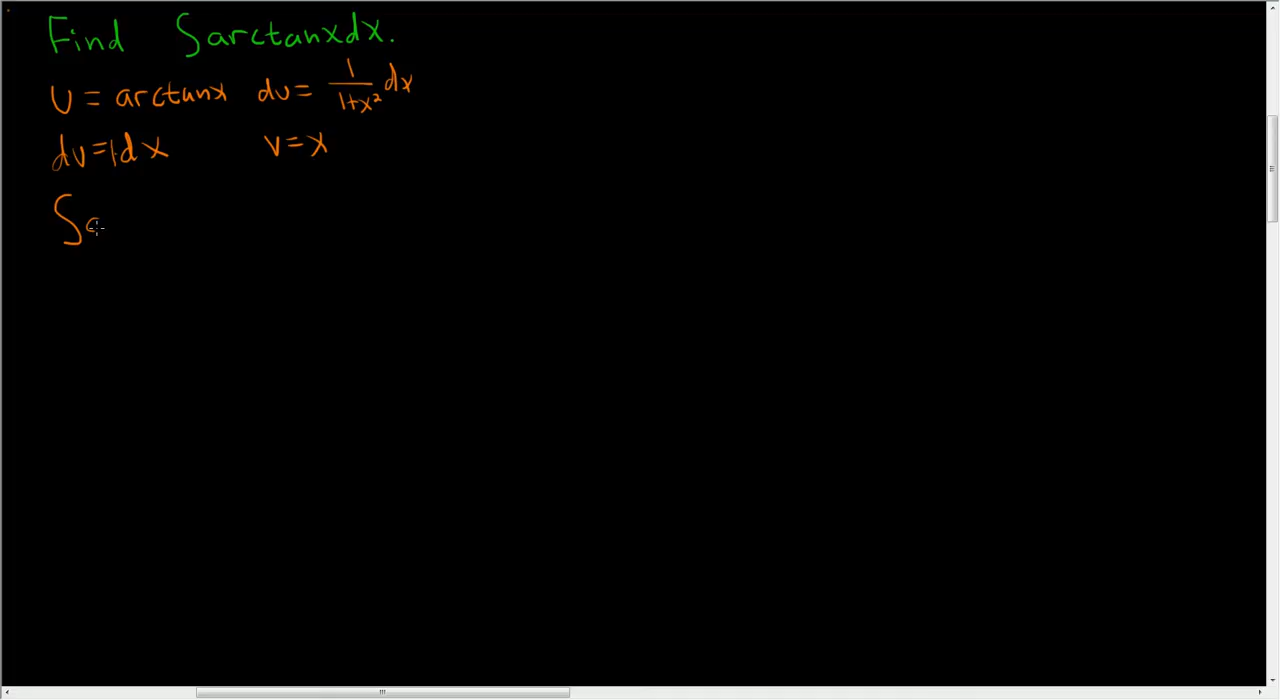 Find ∫arctanxdx.
u = arctanx du = 1/(1+x²) dx
dv=1dx v=x
∫